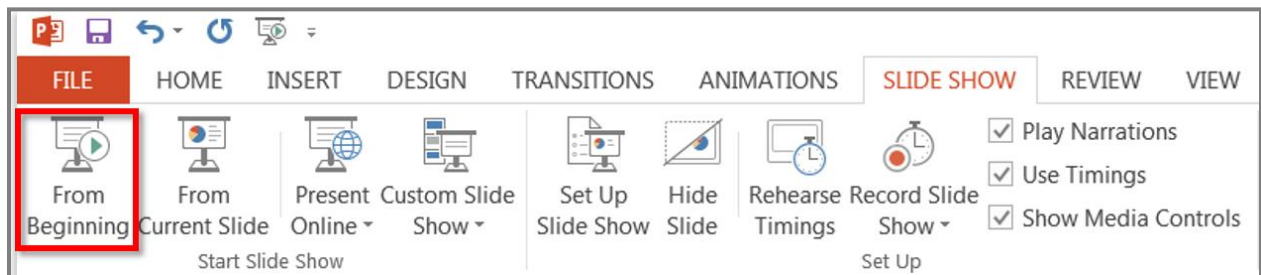 FILE HOME INSERT DESIGN TRANSITIONS ANIMATIONS SLIDE SHOW REVIEW VIEW
From Beginning
From Current Slide
Present Online
Custom Slide Show
Start Slide Show
Set Up Slide Show
Hide Slide
Rehearse Timings
Record Slide Show
Play Narrations
Use Timings
Show Media Controls
Set Up